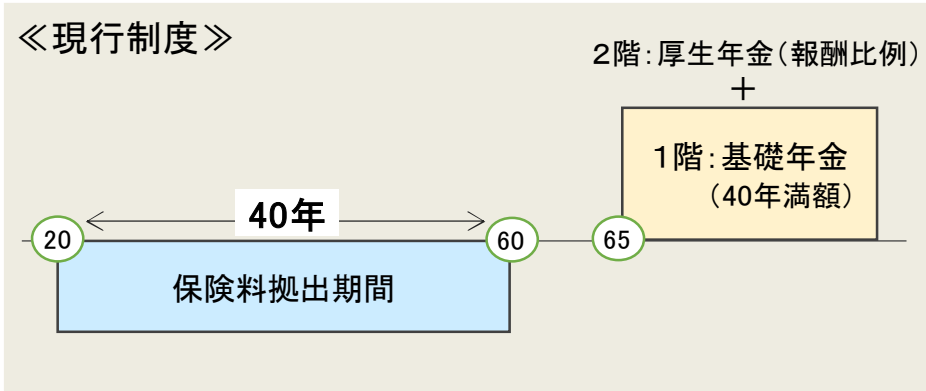 ≪現行制度≫
2階：厚生年金（報酬比例）
＋
1階：基礎年金
（40年満額）
40年
20
60
65
保険料拠出期間